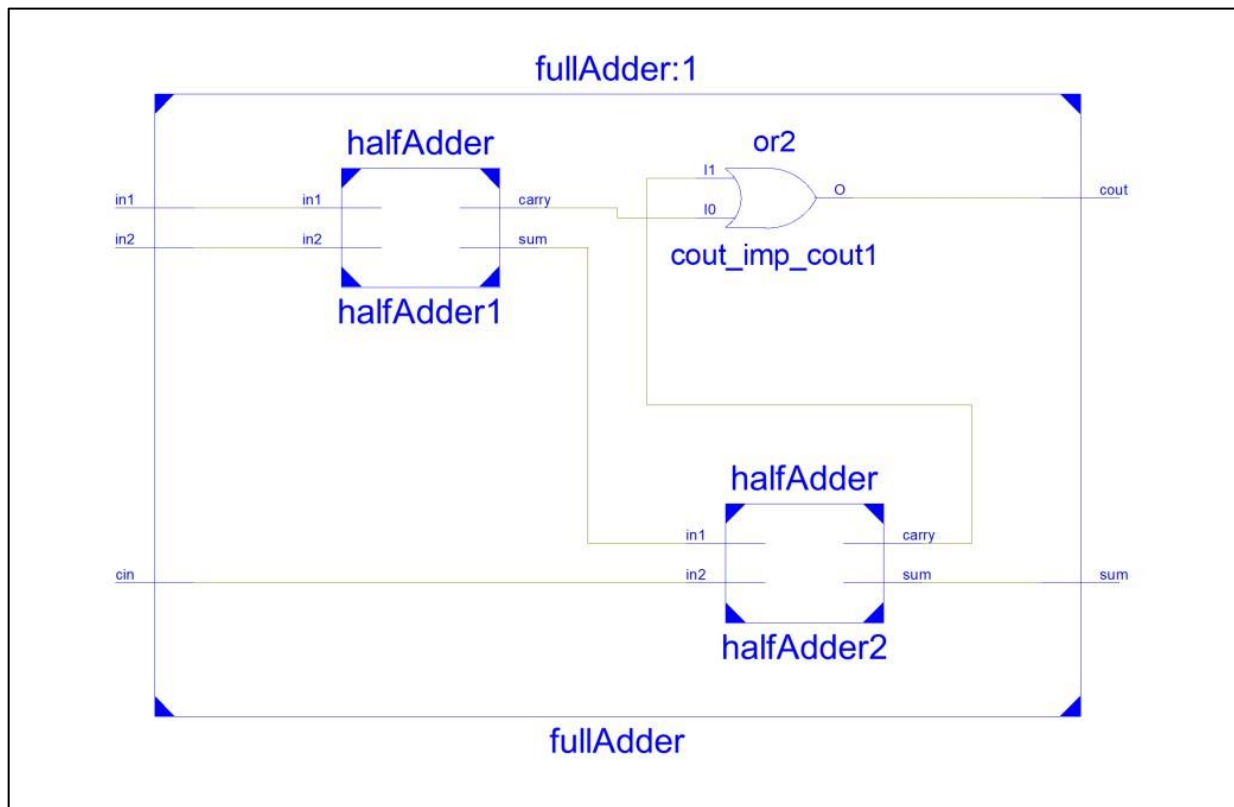 fullAdder:1
halfAdder
or2
I1
in1
in1
carry
O
cout
I0
in2
in2
sum
cout_imp_cout1
halfAdder1
halfAdder
in1
carry
cin
in2
sum
sum
halfAdder2
fullAdder